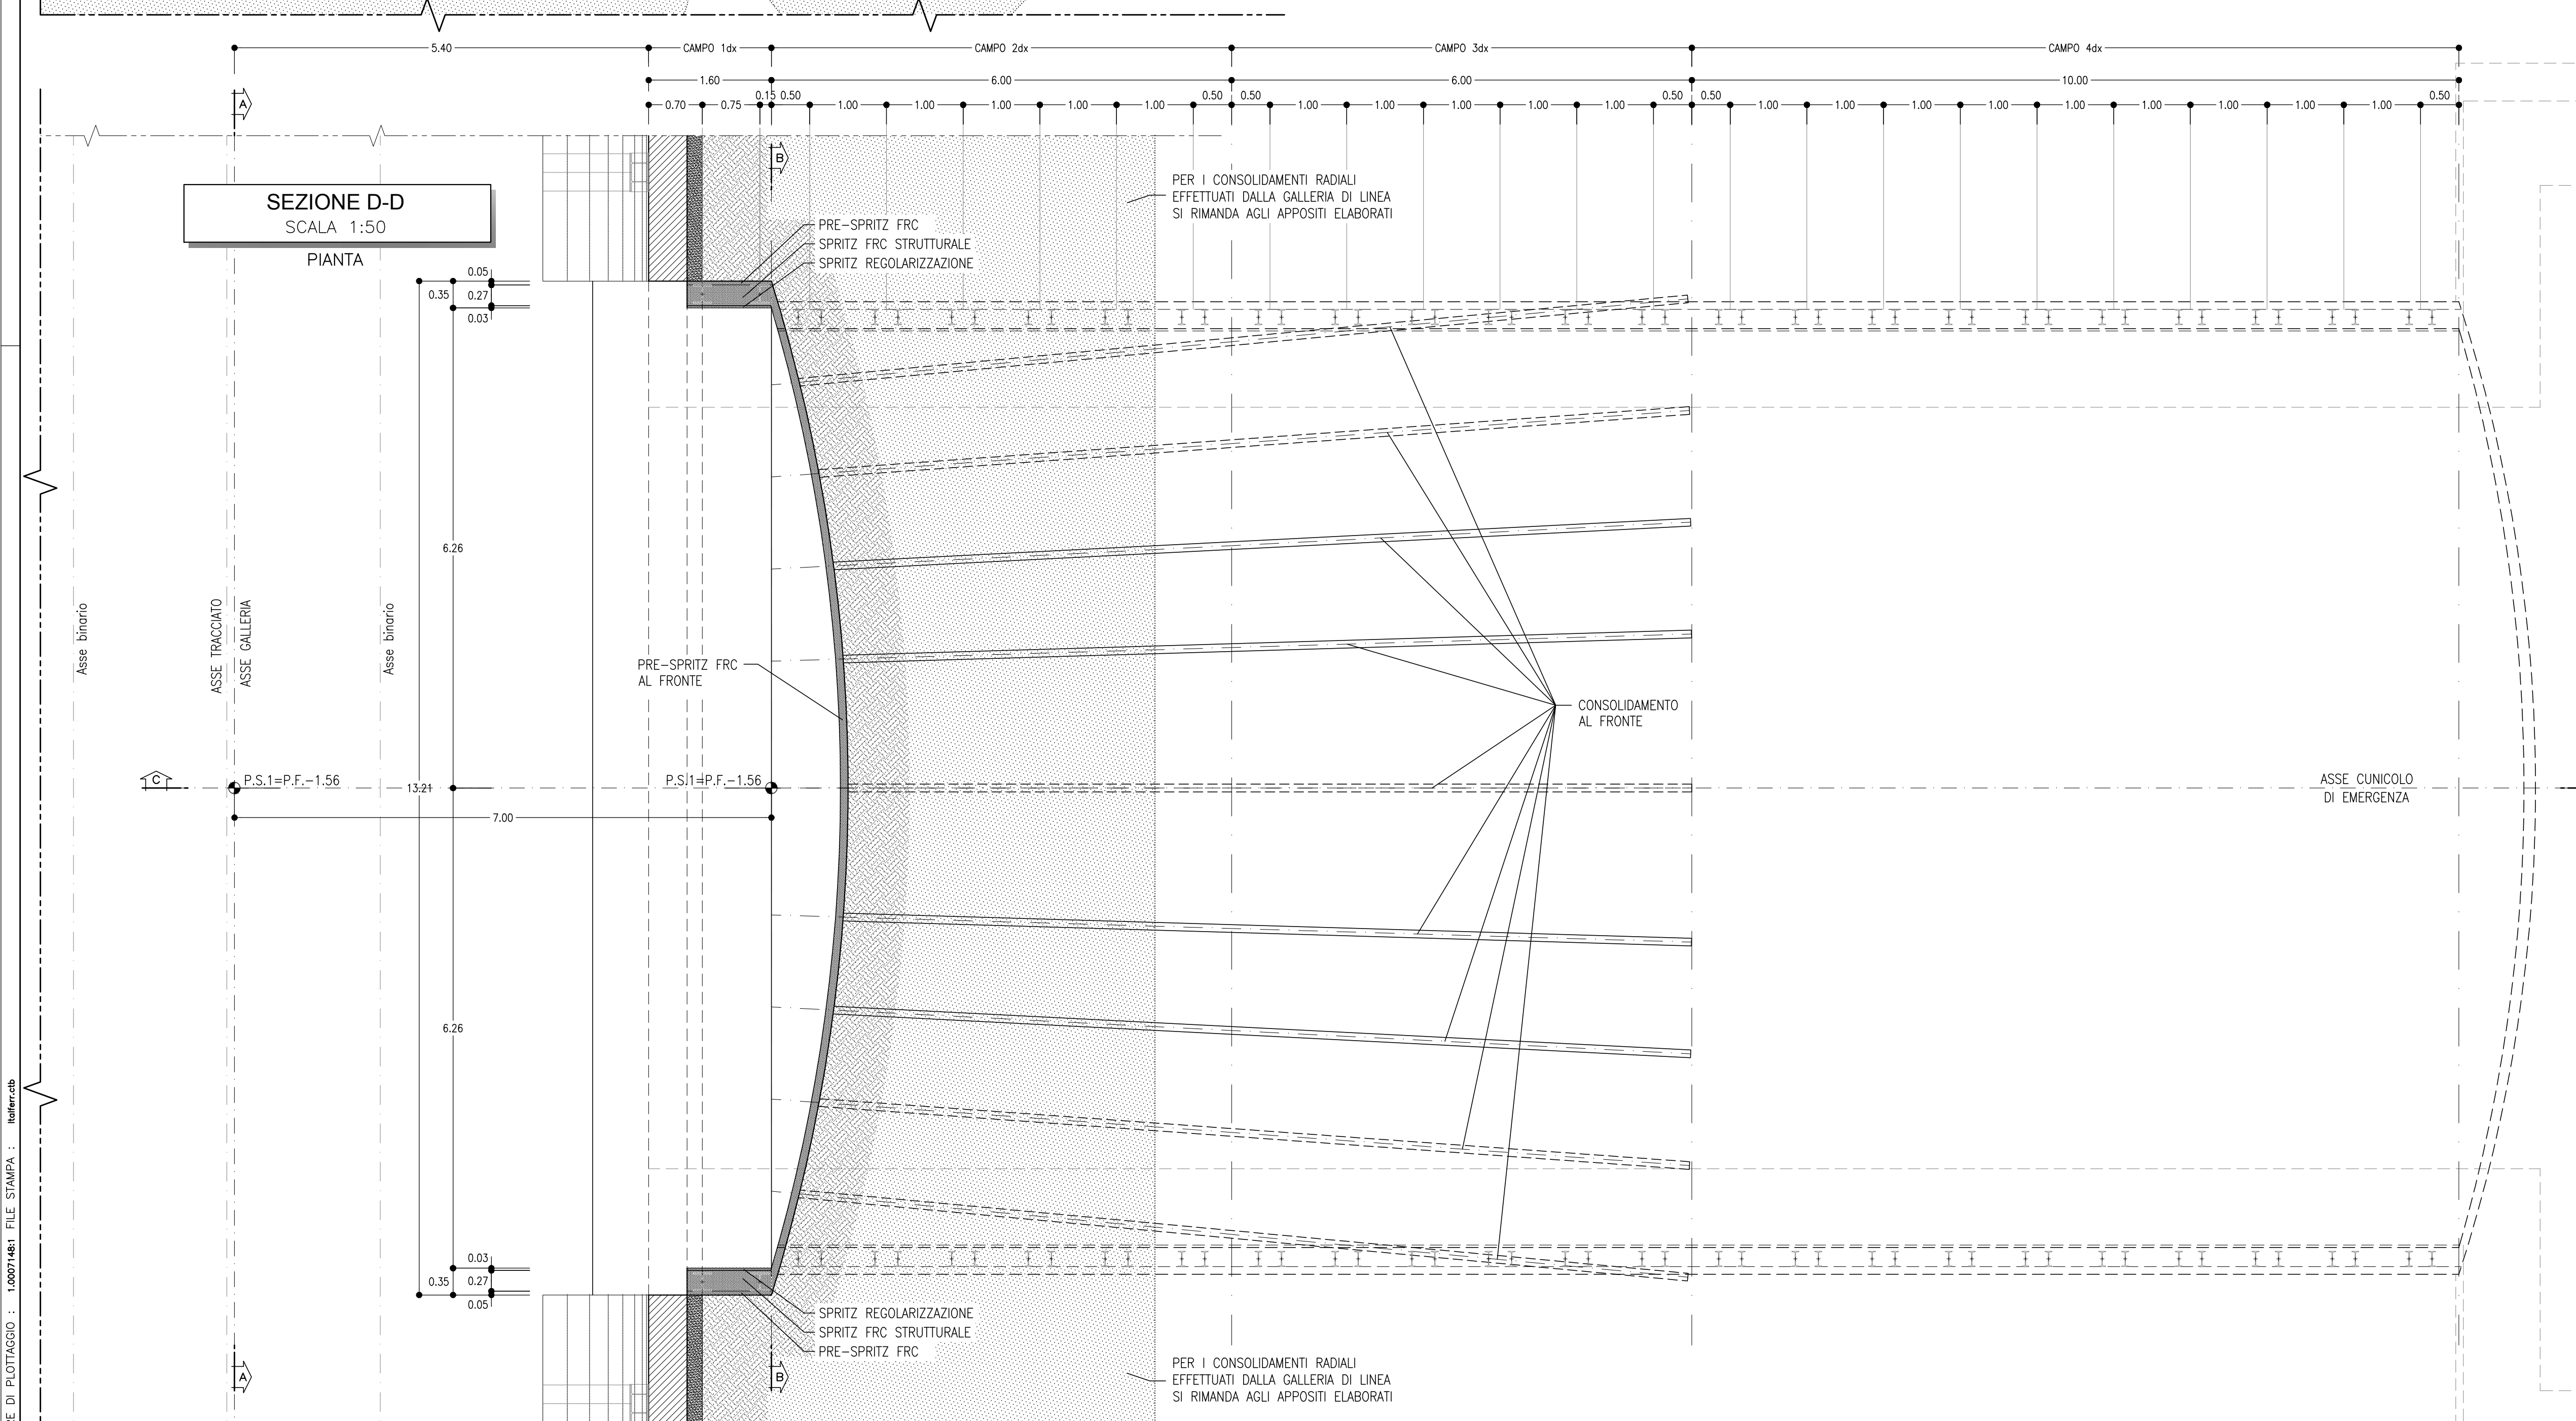 5.40
CAMPO 1dx
CAMPO 2dx
CAMPO 3dx
CAMPO 4dx
1.60
6.00
6.00
10.00
0.70
0.75
0.15
0.50
1.00
1.00
1.00
1.00
1.00
0.50
0.50
1.00
1.00
1.00
1.00
1.00
0.50
0.50
1.00
1.00
1.00
1.00
1.00
1.00
1.00
1.00
1.00
0.50
A
B
SEZIONE D-D
SCALA 1:50
PIANTA
PER I CONSOLIDAMENTI RADIALI
EFFETTUATI DALLA GALLERIA DI LINEA
SI RIMANDA AGLI APPOSITI ELABORATI
PRE-SPRITZ FRC
SPRITZ FRC STRUTTURALE
SPRITZ REGOLARIZZAZIONE
0.05
0.35
0.27
0.03
6.26
Asse binario
ASSE TRACCIATO
ASSE GALLERIA
Asse binario
PRE-SPRITZ FRC
AL FRONTE
CONSOLIDAMENTO
AL FRONTE
C
P.S.1=P.F.-1.56
13.21
P.S.1=P.F.-1.56
7.00
ASSE CUNICOLO
DI EMERGENZA
6.26
0.03
0.35
0.27
0.05
SPRITZ REGOLARIZZAZIONE
SPRITZ FRC STRUTTURALE
PRE-SPRITZ FRC
PER I CONSOLIDAMENTI RADIALI
EFFETTUATI DALLA GALLERIA DI LINEA
SI RIMANDA AGLI APPOSITI ELABORATI
A
B
E DI PLOTTAGGIO : 1.0007148:1 FILE STAMPA : Italferr.ctb